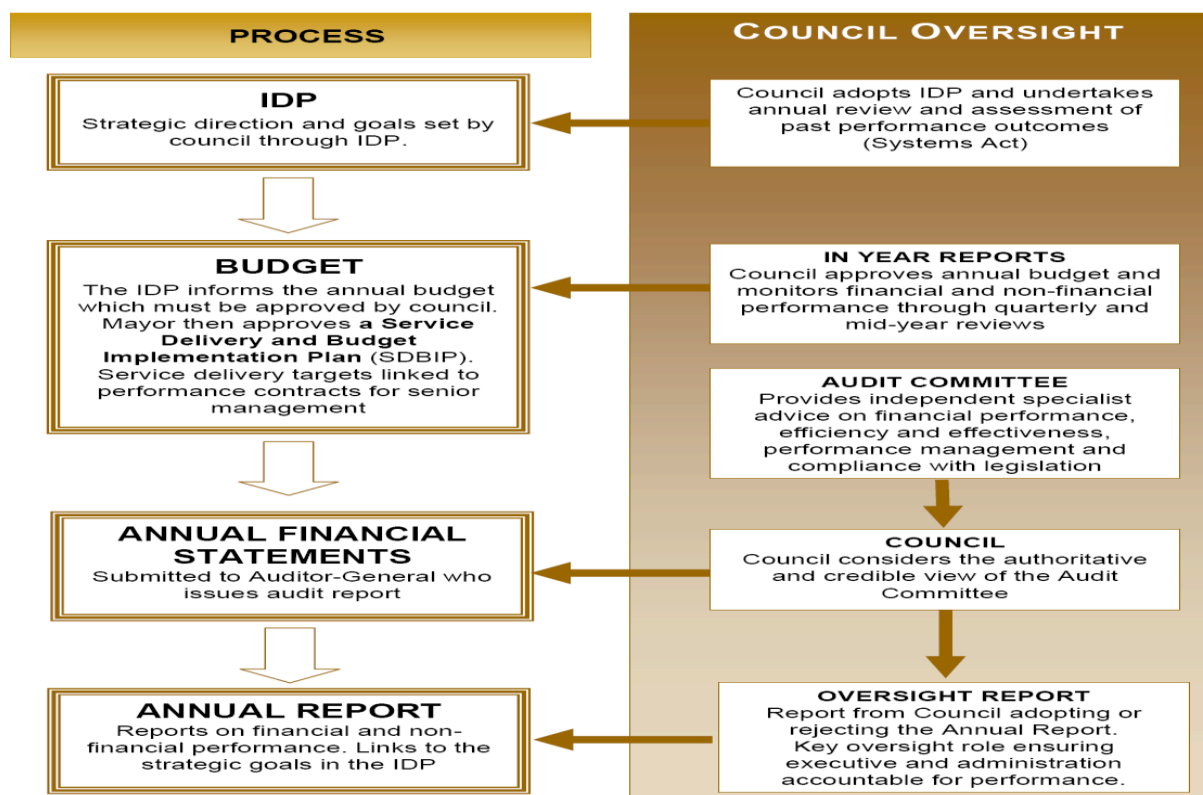 PROCESS
COUNCIL OVERSIGHT
IDP
Strategic direction and goals set by
council through IDP.
Council adopts IDP and undertakes
annual review and assessment of
past performance outcomes
(Systems Act)
BUDGET
The IDP informs the annual budget
which must be approved by council.
Mayor then approves a Service
Delivery and Budget
Implementation Plan (SDBIP).
Service delivery targets linked to
performance contracts for senior
management
IN YEAR REPORTS
Council approves annual budget and
monitors financial and non-financial
performance through quarterly and
mid-year reviews
AUDIT COMMITTEE
Provides independent specialist
advice on financial performance,
efficiency and effectiveness,
performance management and
compliance with legislation
ANNUAL FINANCIAL
STATEMENTS
Submitted to Auditor-General who
issues audit report
COUNCIL
Council considers the authoritative
and credible view of the Audit
Committee
ANNUAL REPORT
Reports on financial and non-
financial performance. Links to the
strategic goals in the IDP
OVERSIGHT REPORT
Report from Council adopting or
rejecting the Annual Report.
Key oversight role ensuring
executive and administration
accountable for performance.